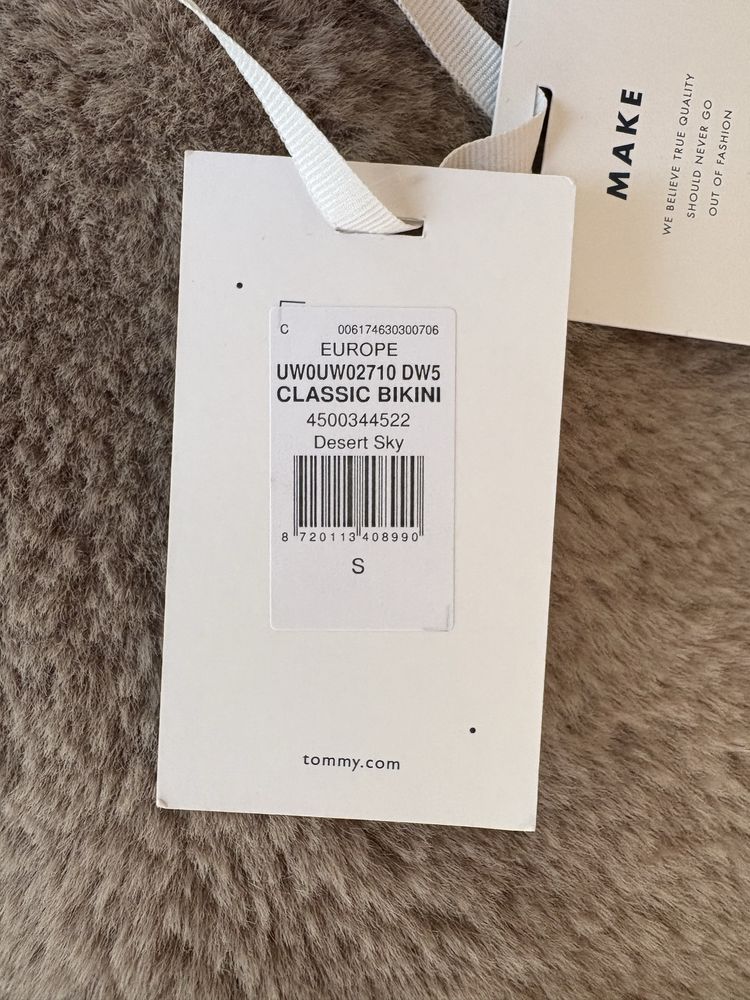 C 006174630300706
EUROPE
UW0UW02710 DW5
CLASSIC BIKINI
4500344522
Desert Sky
8 720113 408990
S
tommy.com
MAKE
WE BELIEVE TRUE QUALITY
SHOULD NEVER GO
OUT OF FASHION